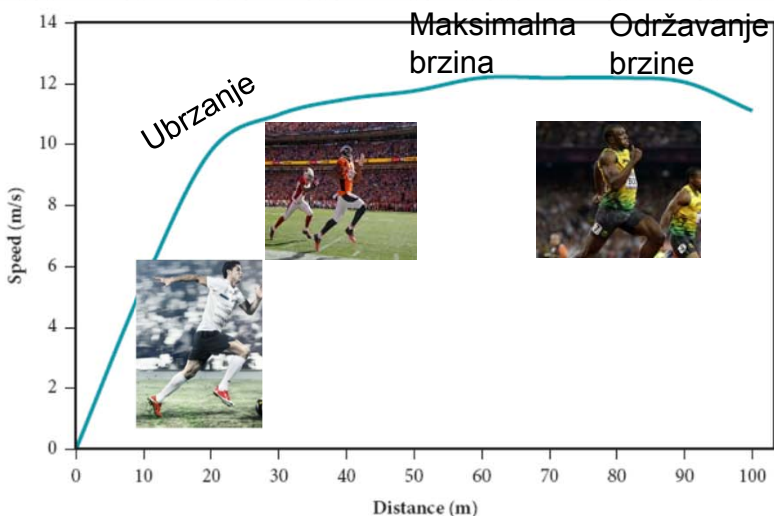 14
Maksimalna
brzina
Održavanje
brzine
12
Ubrzanje
10
8
6
4
2
0
Speed (m/s)
0 10 20 30 40 50 60 70 80 90 100
Distance (m)